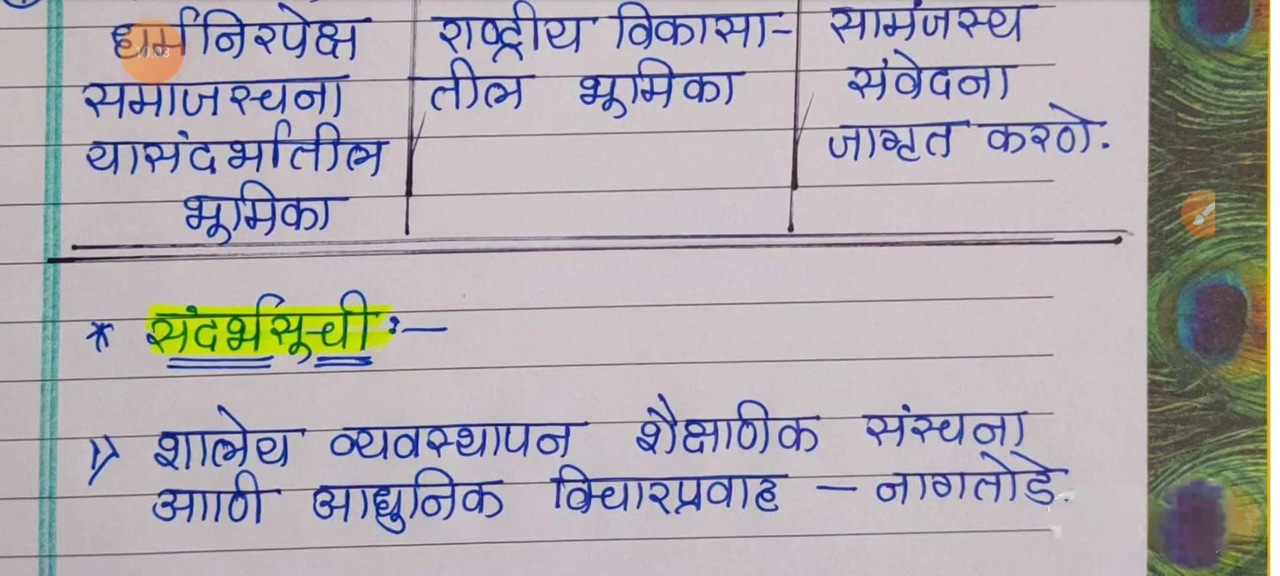 धर्मनिरपेक्ष
समाजरचना
यासंदर्भातील
भूमिका
राष्ट्रीय विकासा-
तील भूमिका
सामंजस्य
संवेदना
जागृत करणे.
* संदर्भसूची :-
1) शालेय व्यवस्थापन शैक्षणिक संरचना
आणि आधुनिक विचारप्रवाह - नागतोडे.